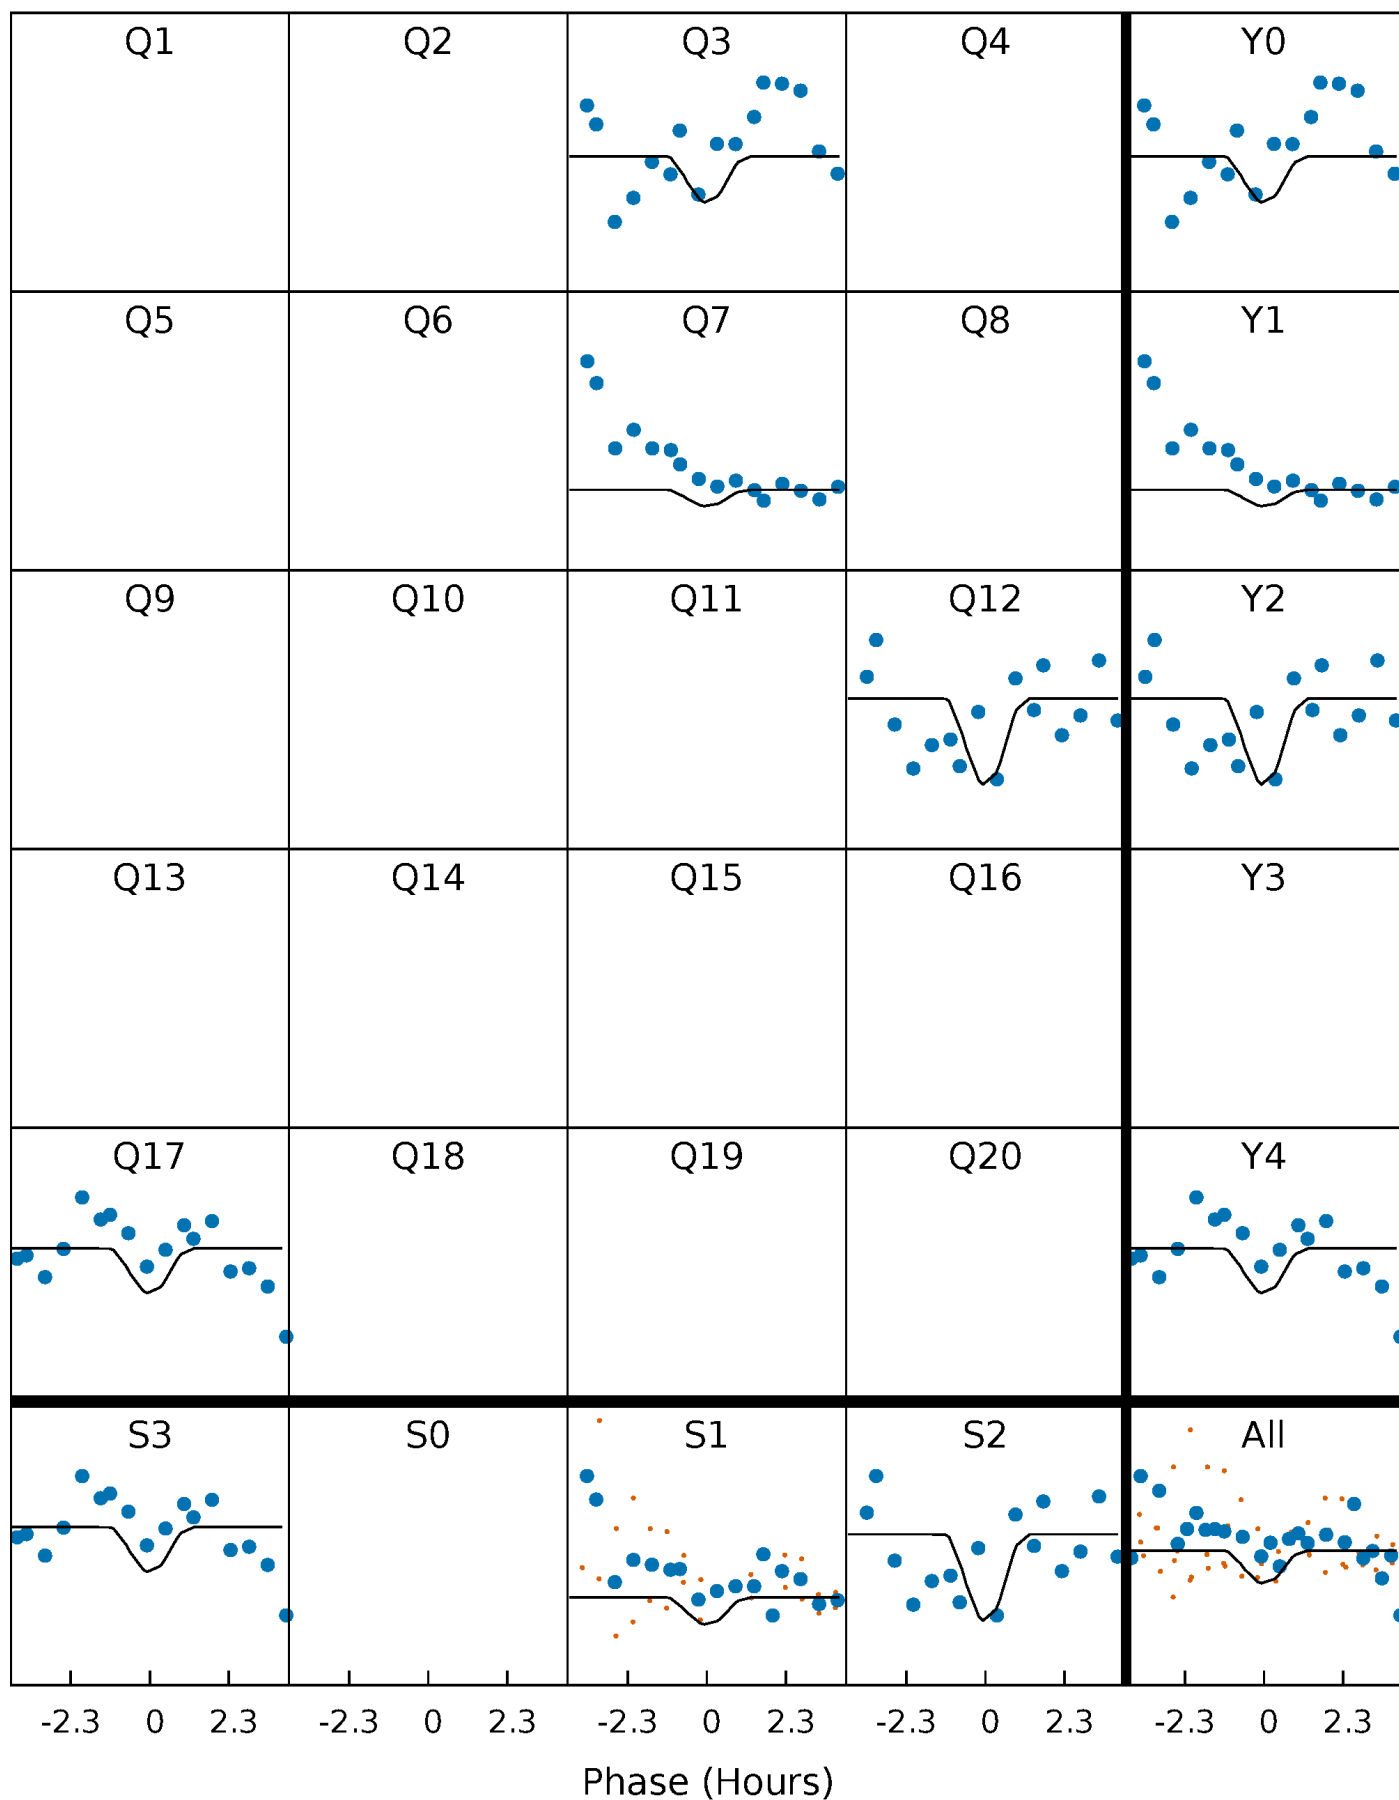 Q1 Q2 Q3 Q4 Y0
Q5 Q6 Q7 Q8 Y1
Q9 Q10 Q11 Q12 Y2
Q13 Q14 Q15 Q16 Y3
Q17 Q18 Q19 Q20 Y4
S3 S0 S1 S2 All
-2.3 0 2.3 -2.3 0 2.3 -2.3 0 2.3 -2.3 0 2.3 -2.3 0 2.3
Phase (Hours)